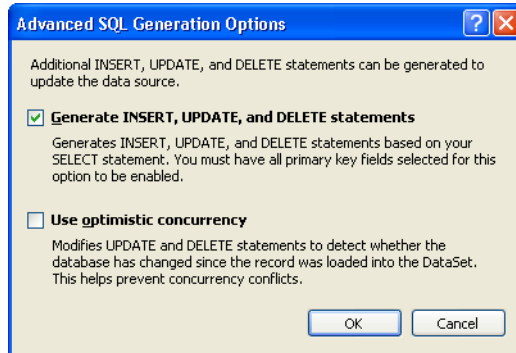 Advanced SQL Generation Options
Additional INSERT, UPDATE, and DELETE statements can be generated to
update the data source.
Generate INSERT, UPDATE, and DELETE statements
Generates INSERT, UPDATE, and DELETE statements based on your
SELECT statement. You must have all primary key fields selected for this
option to be enabled.
Use optimistic concurrency
Modifies UPDATE and DELETE statements to detect whether the
database has changed since the record was loaded into the DataSet.
This helps prevent concurrency conflicts.
OK Cancel